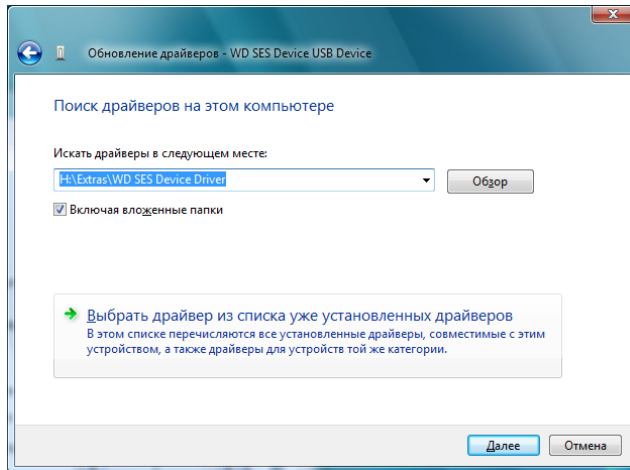 Обновление драйверов - WD SES Device USB Device
Поиск драйверов на этом компьютере
Искать драйверы в следующем месте:
H:\Extras\WD SES Device Driver
Обзор
Включая вложенные папки
Выбрать драйвер из списка уже установленных драйверов
В этом списке перечисляются все установленные драйверы, совместимые с этим
устройством, а также драйверы для устройств той же категории.
Далее
Отмена